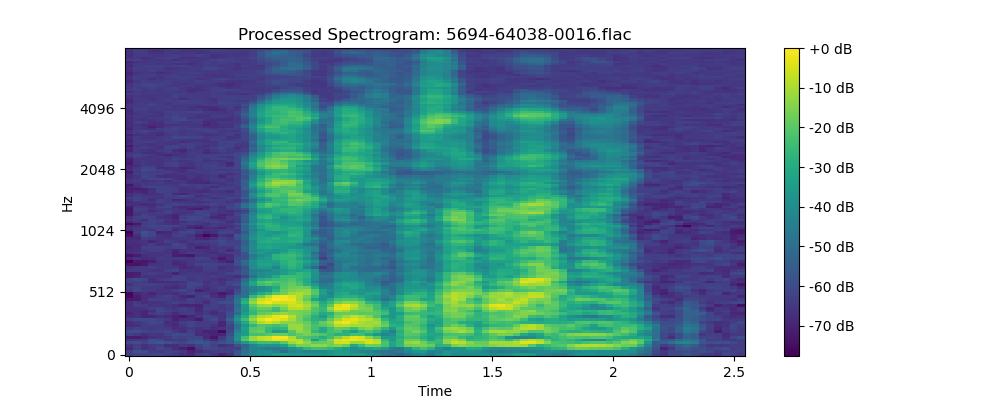 Processed Spectrogram: 5694-64038-0016.flac
Hz
4096
2048
1024
512
0
0
0.5
1
1.5
2
2.5
Time
+0 dB
-10 dB
-20 dB
-30 dB
-40 dB
-50 dB
-60 dB
-70 dB